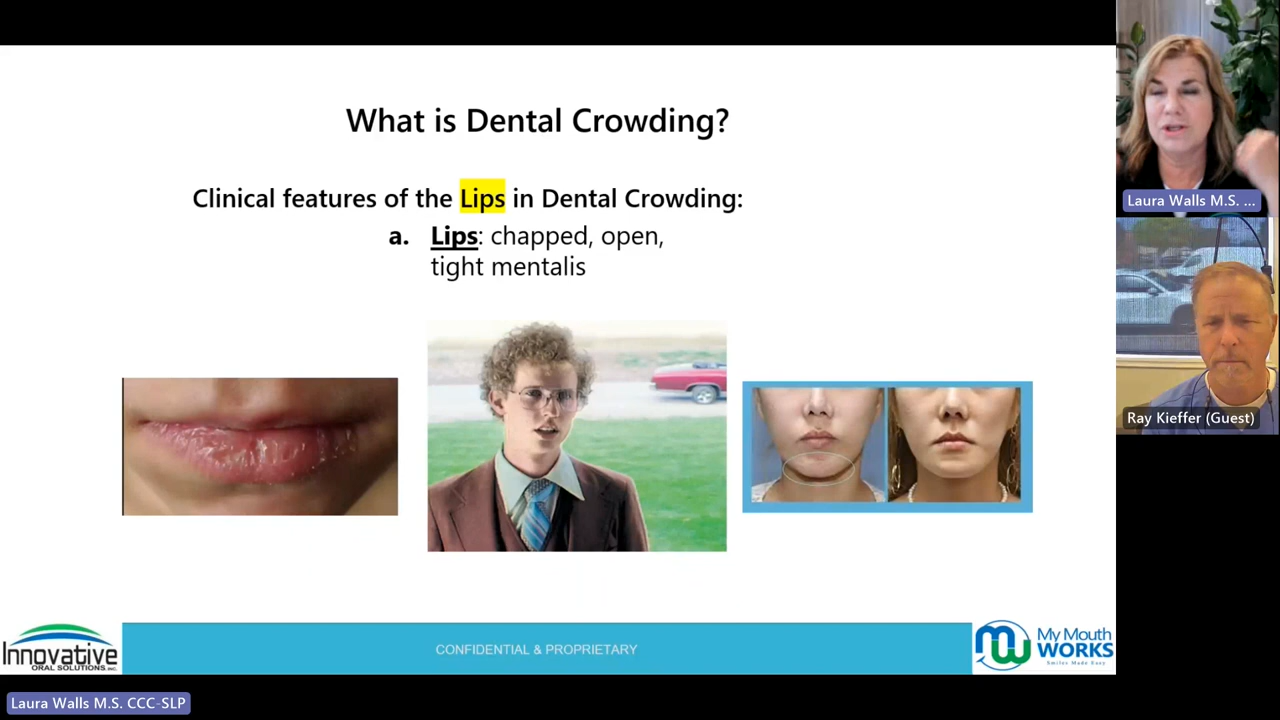 What is Dental Crowding?
Clinical features of the Lips in Dental Crowding:
a. Lips: chapped, open,
tight mentalis
Laura Walls M.S. ...
Ray Kieffer (Guest)
Innovative
ORAL SOLUTIONS, INC.
CONFIDENTIAL & PROPRIETARY
My Mouth
WORKS
Smiles Made Easy
Laura Walls M.S. CCC-SLP